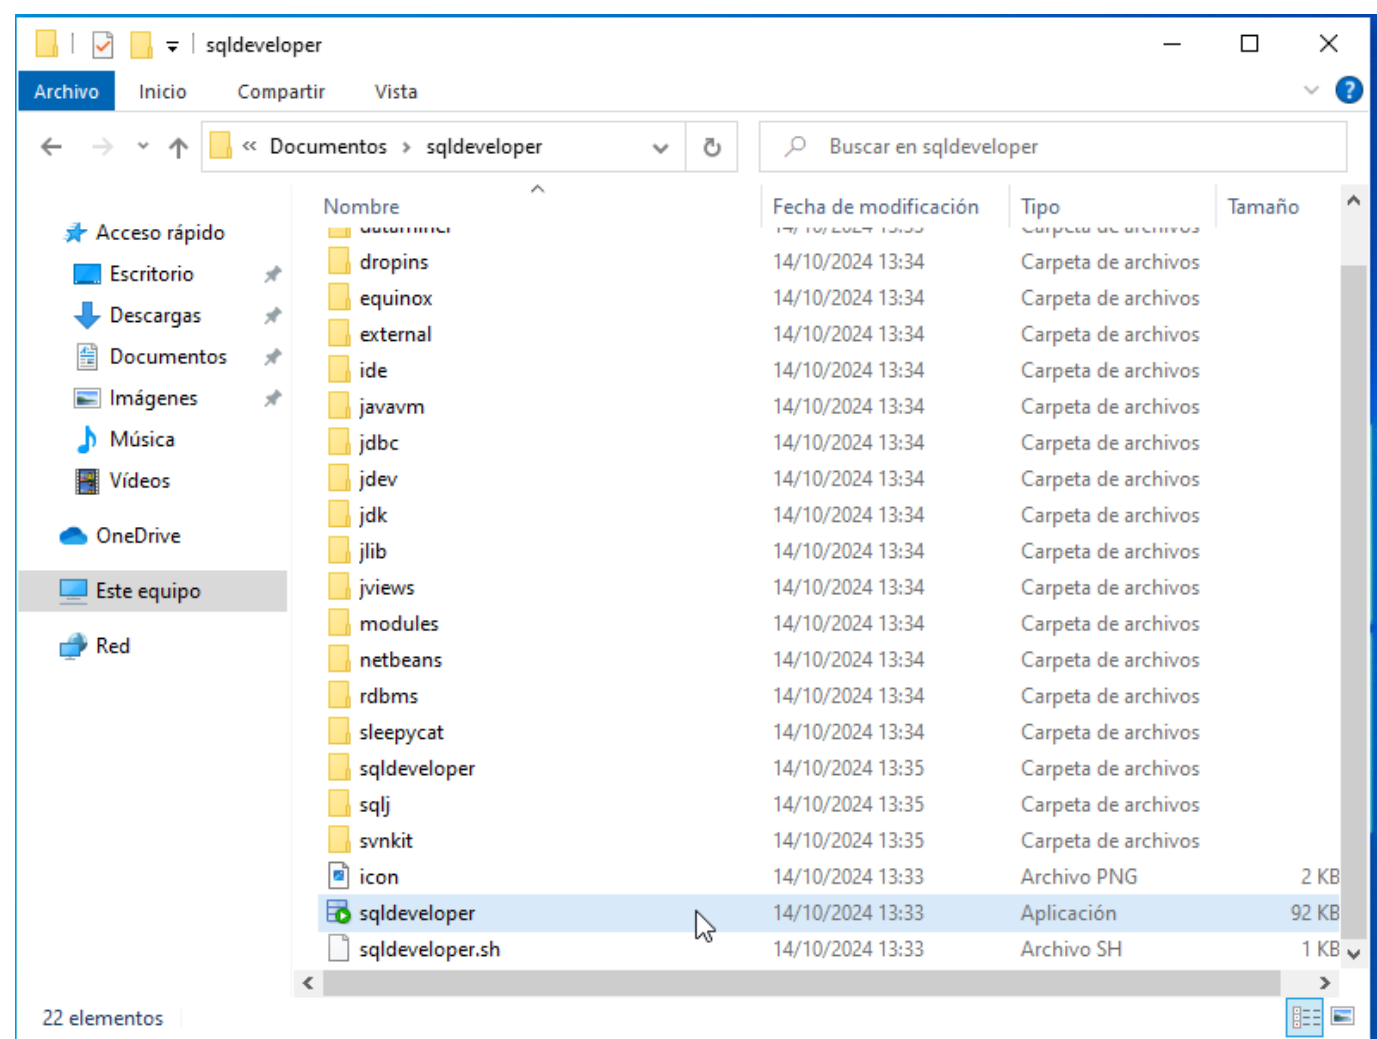 sqldeveloper
Archivo Inicio Compartir Vista
« Documentos > sqldeveloper Buscar en sqldeveloper
Nombre Fecha de modificación Tipo Tamaño
Acceso rápido
Escritorio
Descargas
Documentos
Imágenes
Música
Vídeos
OneDrive
Este equipo
Red
dataminer 14/10/2024 13:35 Carpeta de archivos
dropins 14/10/2024 13:34 Carpeta de archivos
equinox 14/10/2024 13:34 Carpeta de archivos
external 14/10/2024 13:34 Carpeta de archivos
ide 14/10/2024 13:34 Carpeta de archivos
javavm 14/10/2024 13:34 Carpeta de archivos
jdbc 14/10/2024 13:34 Carpeta de archivos
jdev 14/10/2024 13:34 Carpeta de archivos
jdk 14/10/2024 13:34 Carpeta de archivos
jlib 14/10/2024 13:34 Carpeta de archivos
jviews 14/10/2024 13:34 Carpeta de archivos
modules 14/10/2024 13:34 Carpeta de archivos
netbeans 14/10/2024 13:34 Carpeta de archivos
rdbms 14/10/2024 13:34 Carpeta de archivos
sleepycat 14/10/2024 13:34 Carpeta de archivos
sqldeveloper 14/10/2024 13:35 Carpeta de archivos
sqlj 14/10/2024 13:35 Carpeta de archivos
svnkit 14/10/2024 13:35 Carpeta de archivos
icon 14/10/2024 13:33 Archivo PNG 2 KB
sqldeveloper 14/10/2024 13:33 Aplicación 92 KB
sqldeveloper.sh 14/10/2024 13:33 Archivo SH 1 KB
22 elementos